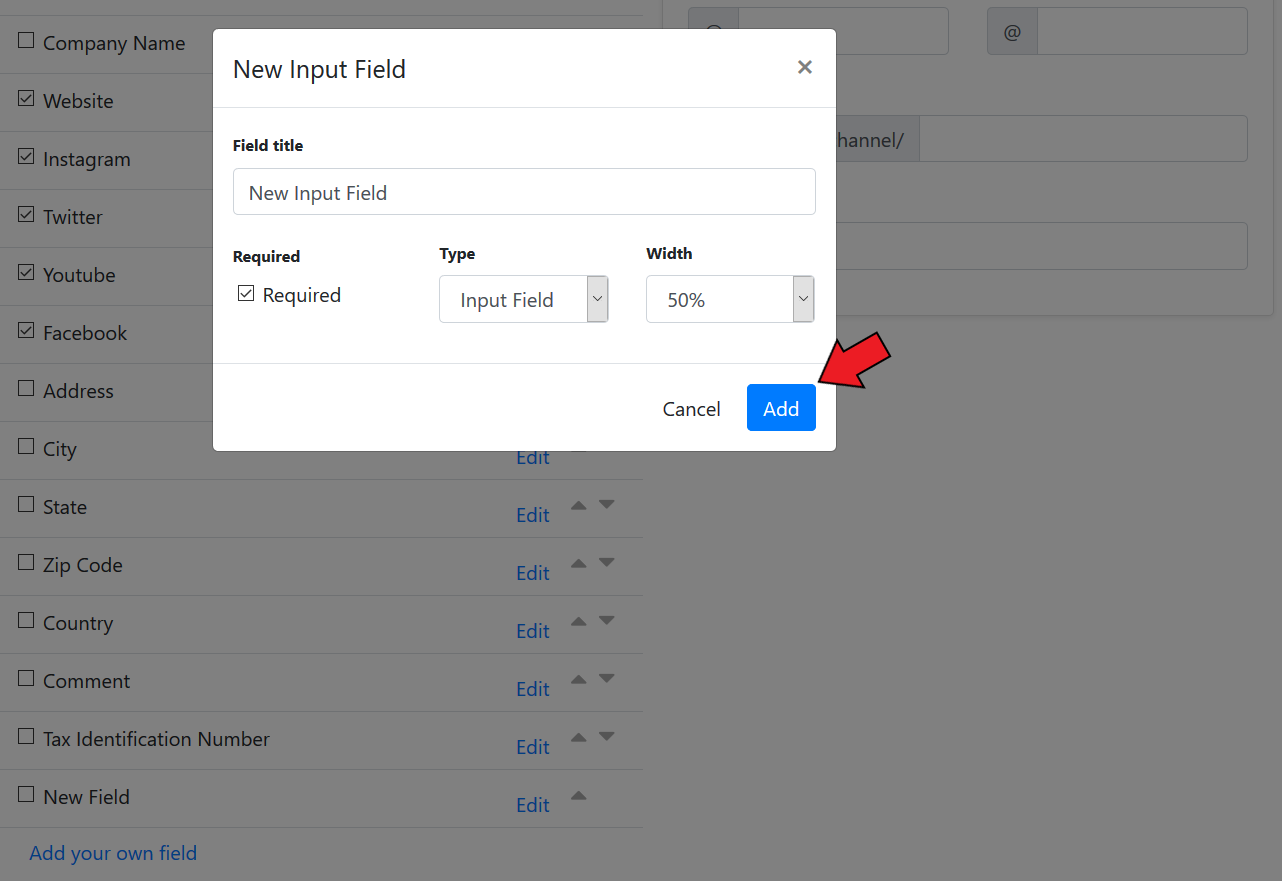 Company Name
@
@
New Input Field
×
Website
hannel/
Field title
Instagram
New Input Field
Twitter
Required
Type
Width
Youtube
Required
Input Field
50%
Facebook
Address
Cancel
Add
City
Edit
State
Edit
Zip Code
Edit
Country
Edit
Comment
Edit
Tax Identification Number
Edit
New Field
Edit
Add your own field